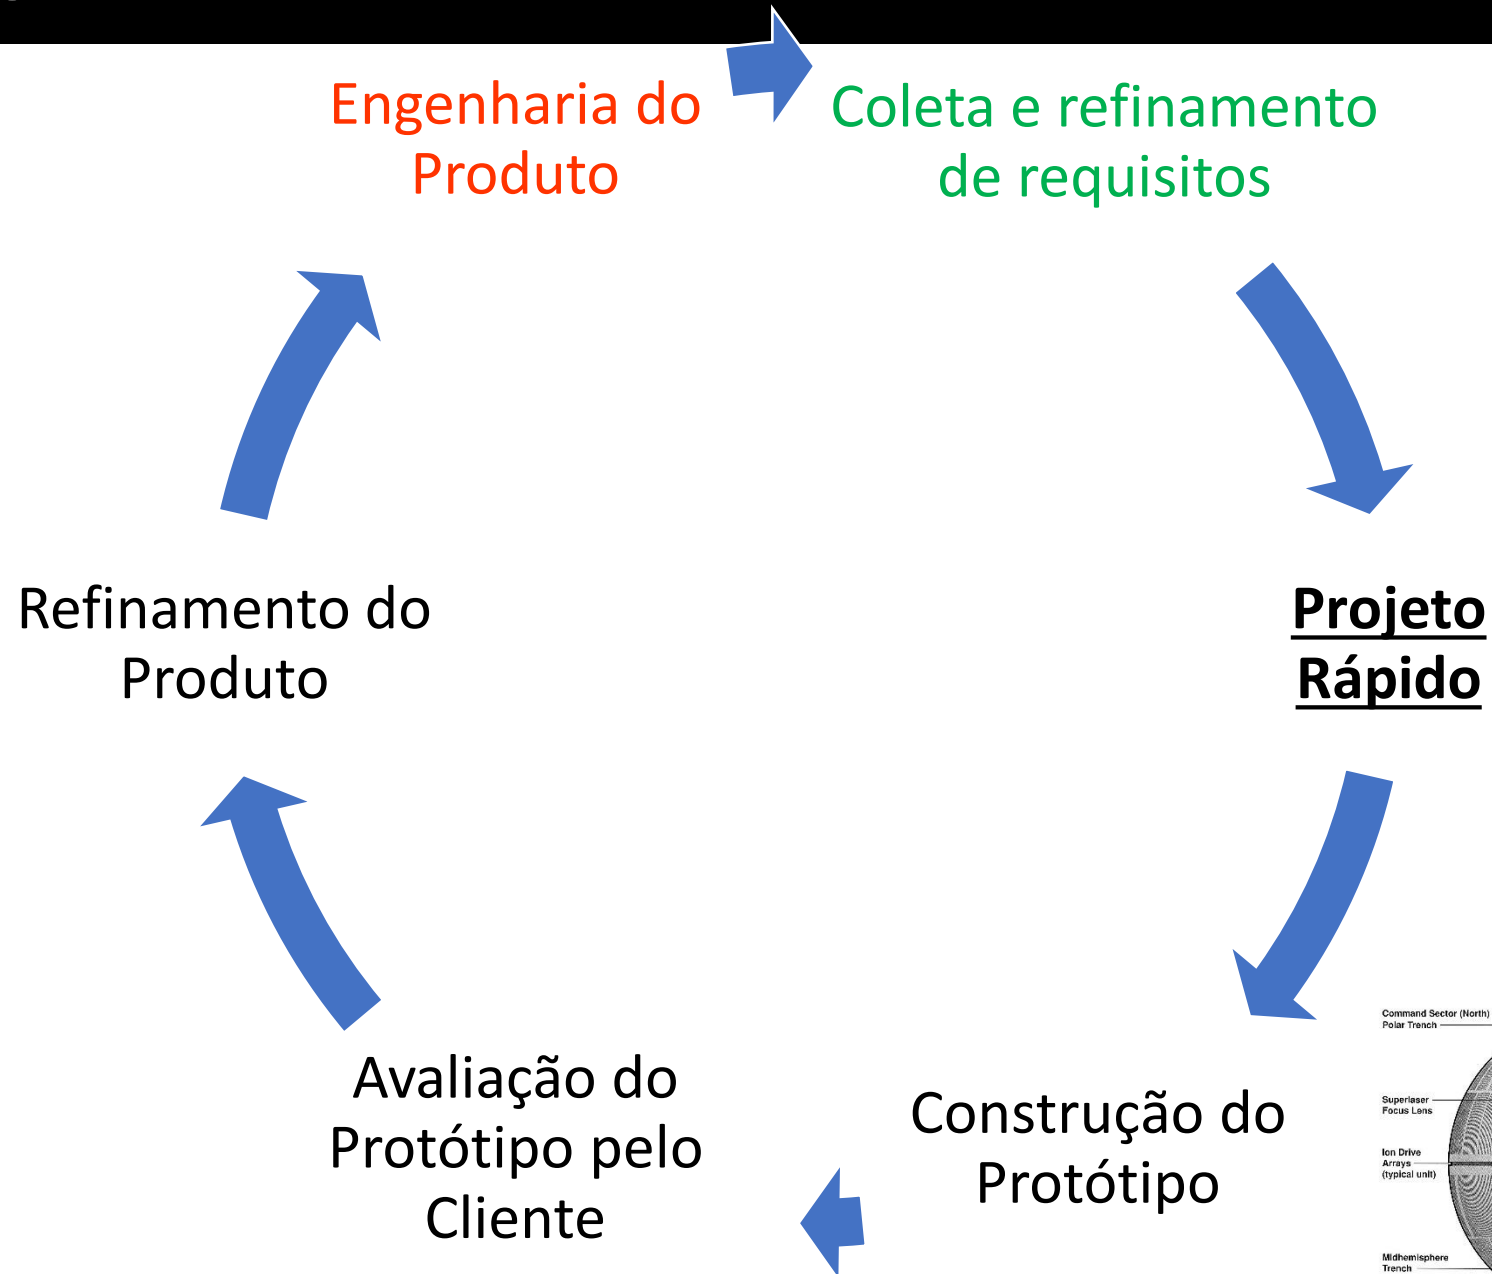 Engenharia do
Produto
Coleta e refinamento
de requisitos
Projeto
Rápido
Construção do
Protótipo
Avaliação do
Protótipo pelo
Cliente
Refinamento do
Produto
Command Sector (North)
Polar Trench
Superlaser
Focus Lens
Ion Drive
Arrays
(typical unit)
Midhemisphere
Trench